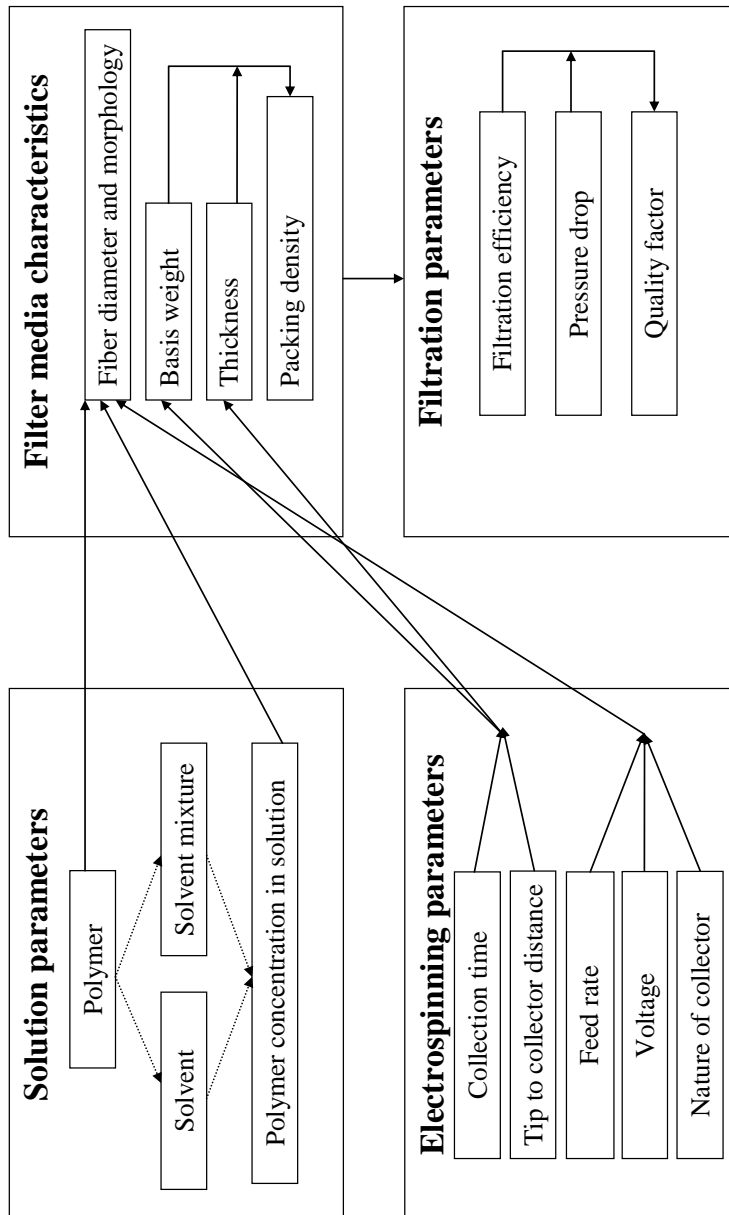 Solution parameters
Polymer
Solvent
Solvent mixture
Polymer concentration in solution
Filter media characteristics
Fiber diameter and morphology
Basis weight
Thickness
Packing density
Electrospinning parameters
Collection time
Tip to collector distance
Feed rate
Voltage
Nature of collector
Filtration parameters
Filtration efficiency
Pressure drop
Quality factor